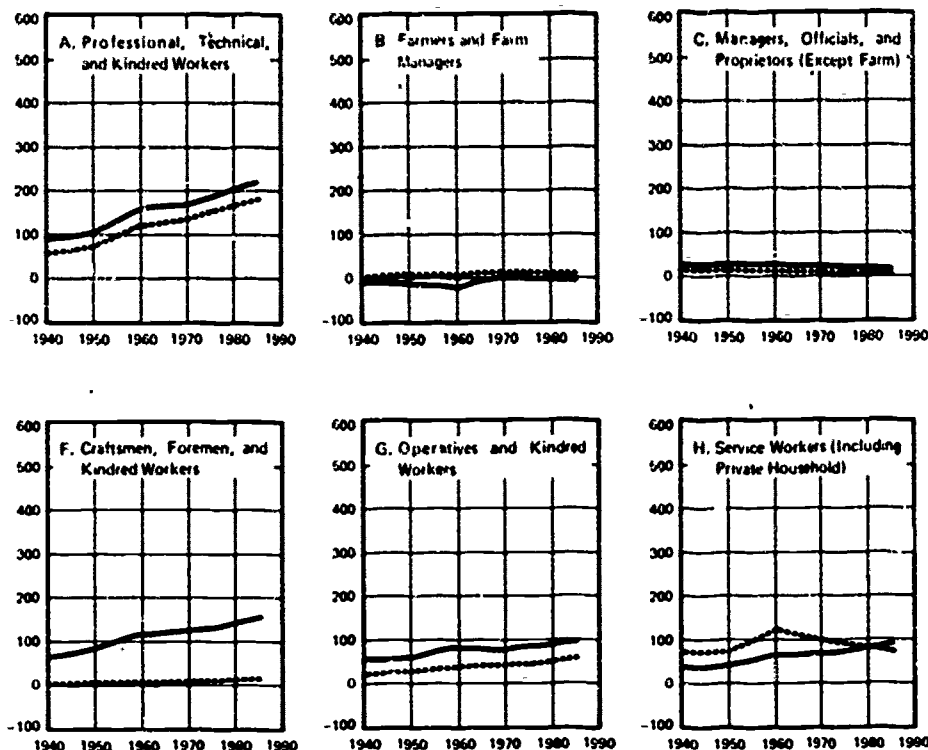 A. Professional, Technical,
and Kindred Workers
600
500
400
300
200
100
0
-100
1940 1950 1960 1970 1980 1990
B Farmers and Farm
Managers
600
500
400
300
200
100
0
-100
1940 1950 1960 1970 1980 1990
C. Managers, Officials, and
Proprietors (Except Farm)
600
500
400
300
200
100
0
-100
1940 1950 1960 1970 1980 1990
F. Craftsmen, Foremen, and
Kindred Workers
600
500
400
300
200
100
0
-100
1940 1950 1960 1970 1980 1990
G. Operatives and Kindred
Workers
600
500
400
300
200
100
0
-100
1940 1950 1960 1970 1980 1990
H. Service Workers (Including
Private Household)
600
500
400
300
200
100
0
-100
1940 1950 1960 1970 1980 1990